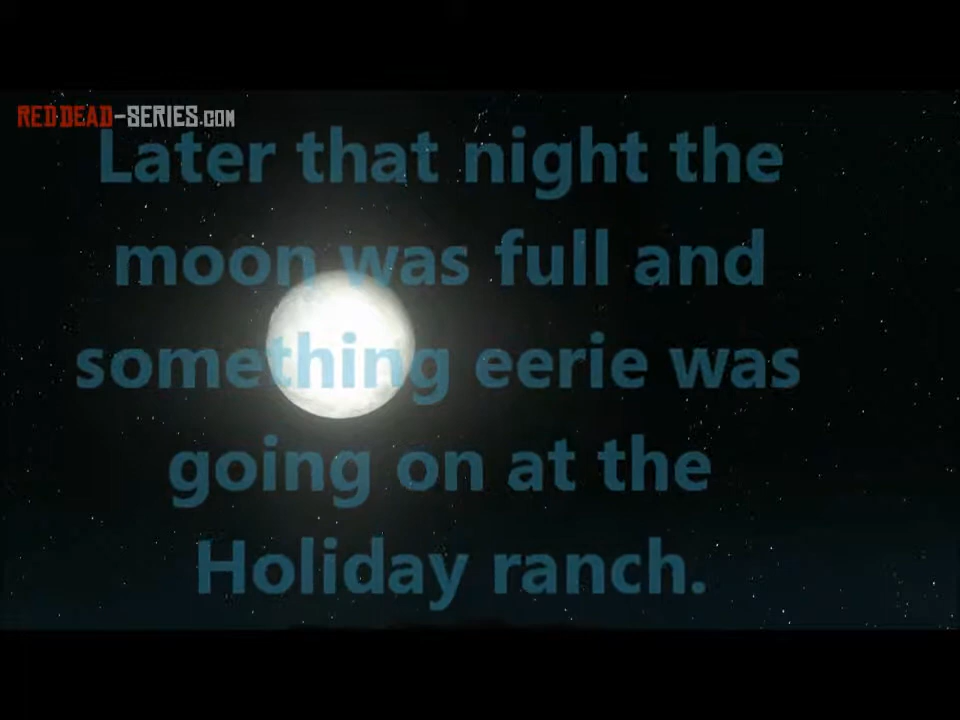 RED DEAD-SERIES.COM
Later that night the
moon was full and
something eerie was
going on at the
Holiday ranch.